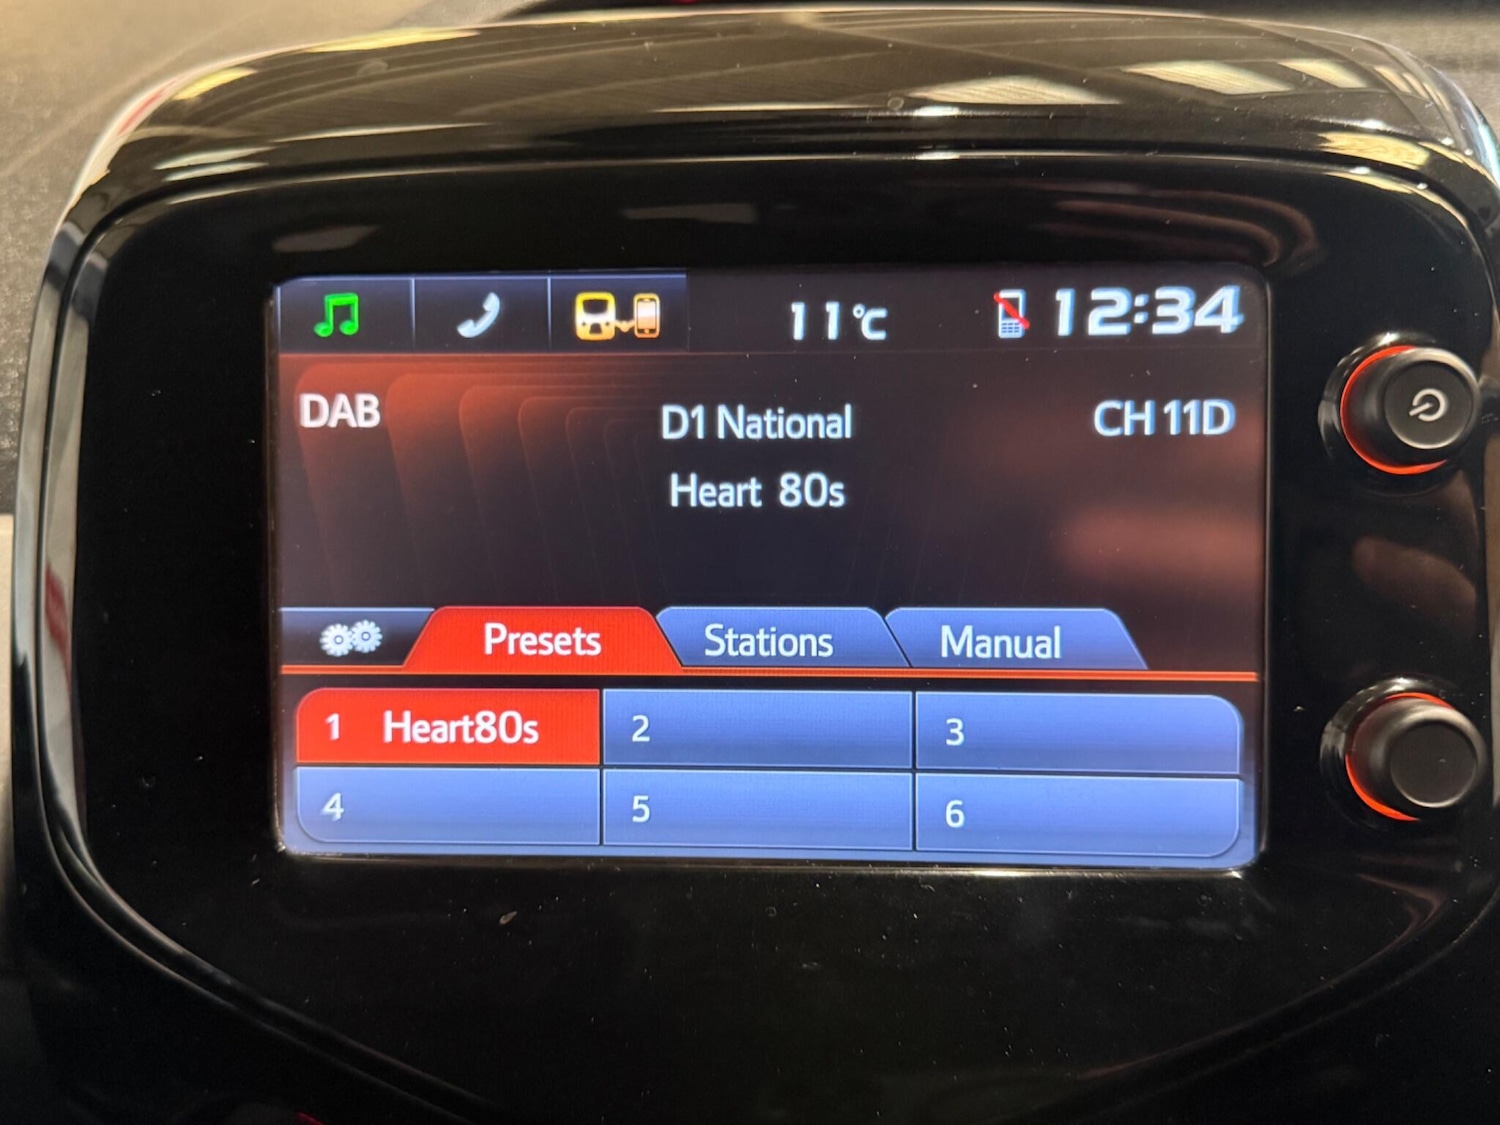 11°C 12:34
DAB D1 National CH 11D
Heart 80s
Presets Stations Manual
1 Heart80s 2 3
4 5 6